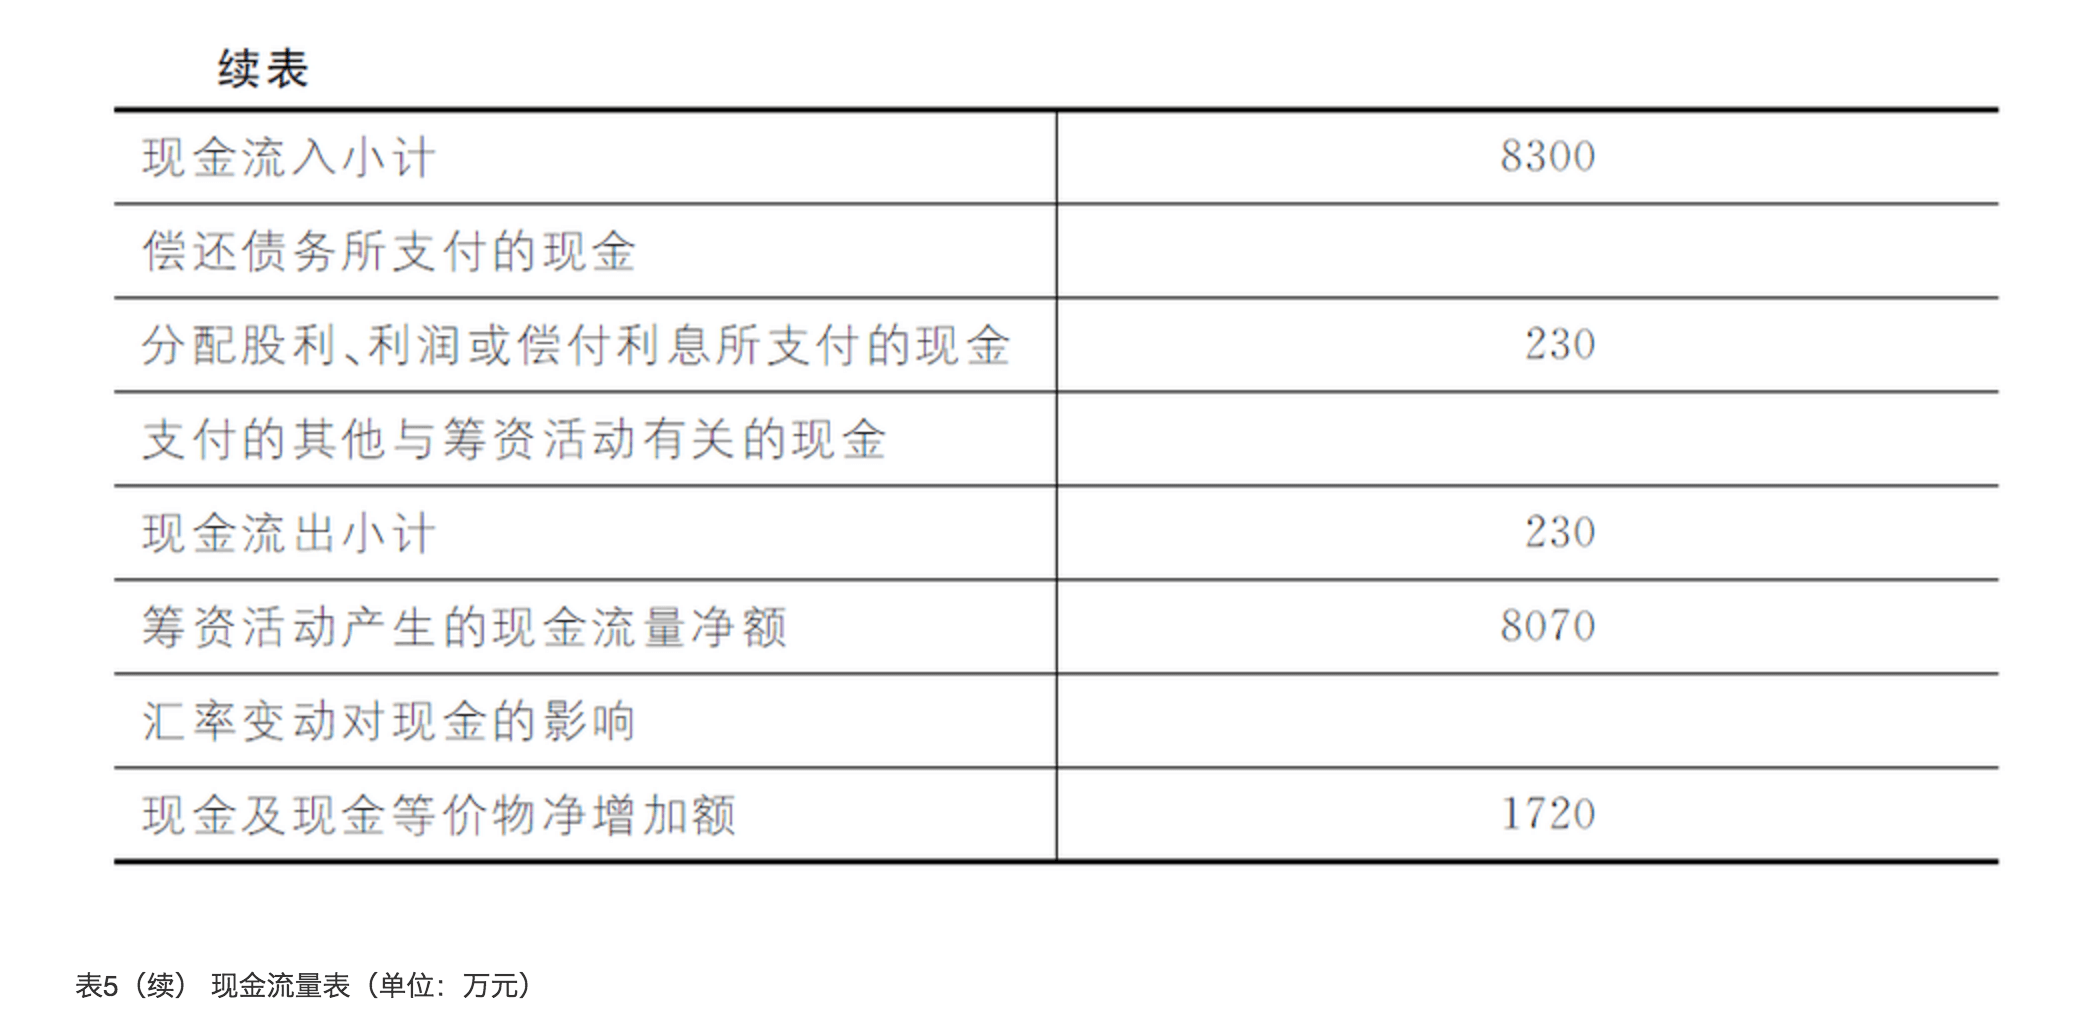 续表
现金流入小计 8300
偿还债务所支付的现金
分配股利、利润或偿付利息所支付的现金 230
支付的其他与筹资活动有关的现金
现金流出小计 230
筹资活动产生的现金流量净额 8070
汇率变动对现金的影响
现金及现金等价物净增加额 1720
表5（续） 现金流量表（单位：万元）